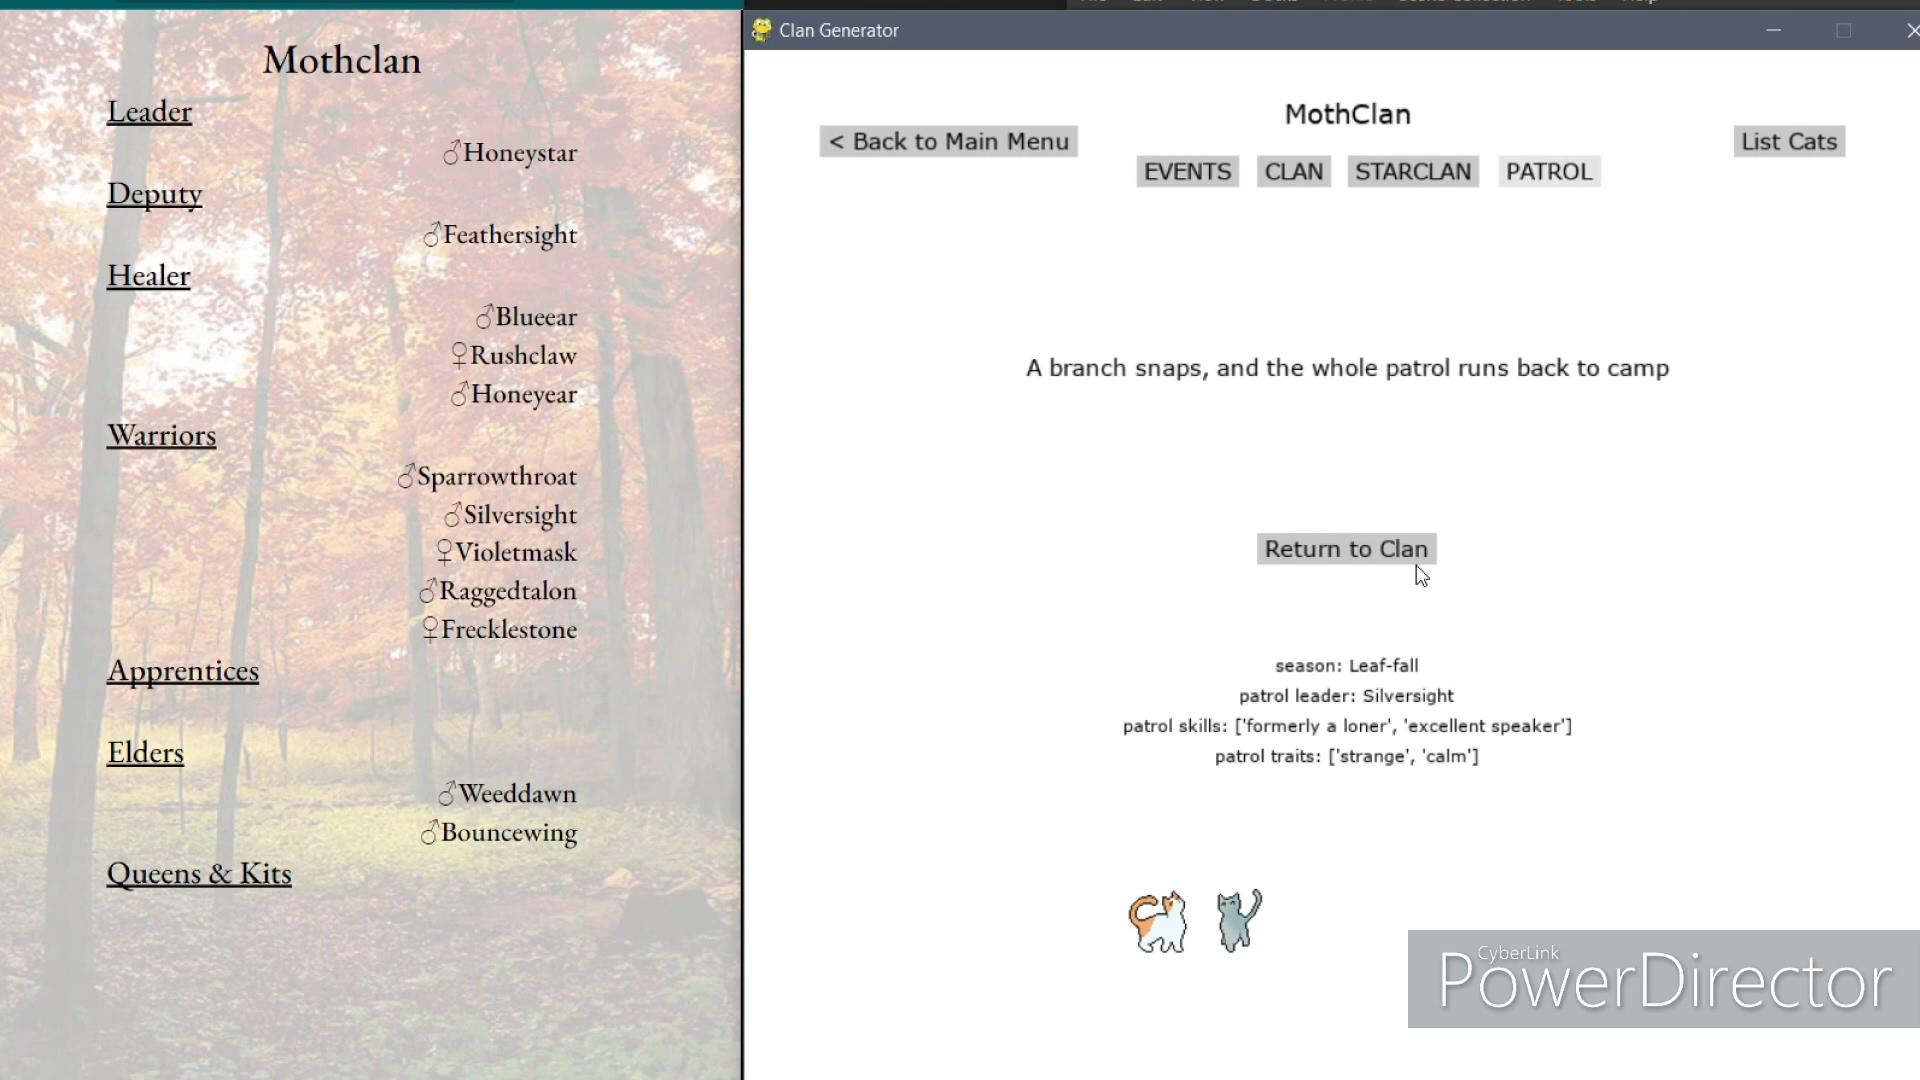 Mothclan
Leader
♂Honeystar
Deputy
♂Feathersight
Healer
♂Blueear
♀Rushclaw
♂Honeyear
Warriors
♂Sparrowthroat
♂Silversight
♀Violetmask
♂Raggedtalon
♀Frecklestone
Apprentices
Elders
♂Weeddawn
♂Bouncewing
Queens & Kits
Clan Generator
MothClan
< Back to Main Menu
List Cats
EVENTS CLAN STARCLAN PATROL
A branch snaps, and the whole patrol runs back to camp
Return to Clan
season: Leaf-fall
patrol leader: Silversight
patrol skills: ['formerly a loner', 'excellent speaker']
patrol traits: ['strange', 'calm']
CyberLink
PowerDirector